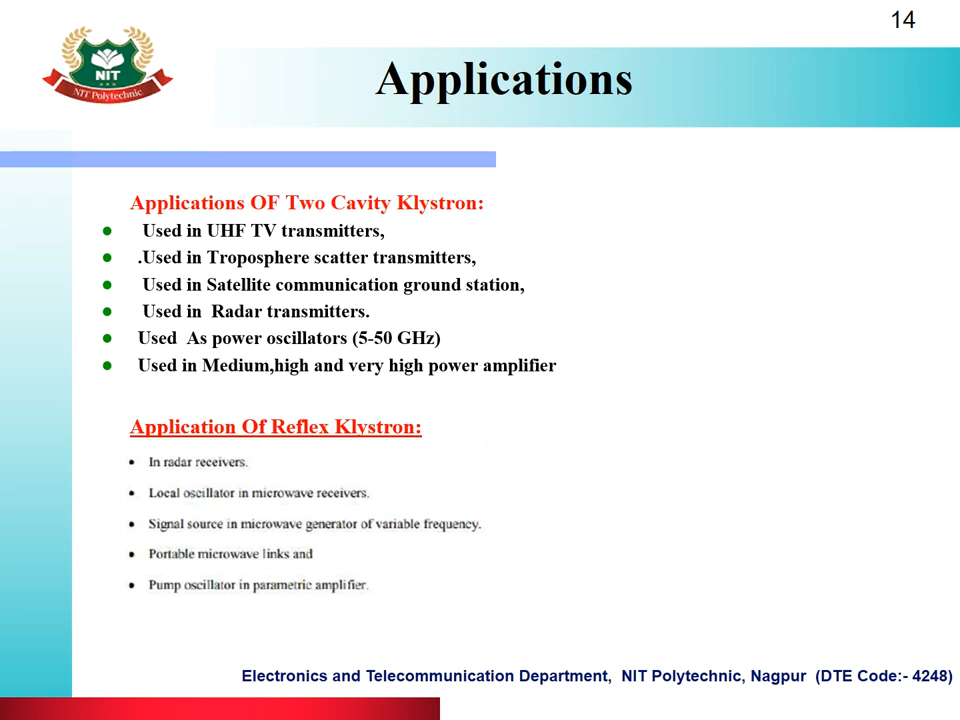 14
NIT
NIT Polytechnic
Applications
Applications OF Two Cavity Klystron:
● Used in UHF TV transmitters,
● .Used in Troposphere scatter transmitters,
● Used in Satellite communication ground station,
● Used in  Radar transmitters.
● Used  As power oscillators (5-50 GHz)
● Used in Medium,high and very high power amplifier
Application Of Reflex Klystron:
• In radar receivers.
• Local oscillator in microwave receivers.
• Signal source in microwave generator of variable frequency.
• Portable microwave links and
• Pump oscillator in parametric amplifier.
Electronics and Telecommunication Department,  NIT Polytechnic, Nagpur  (DTE Code:- 4248)